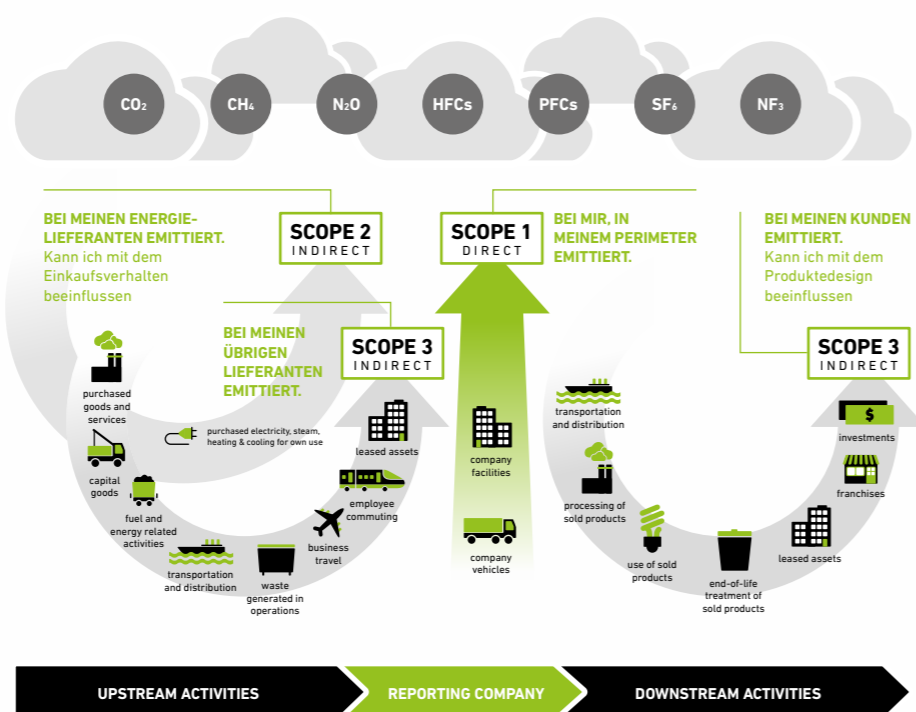 CO₂
CH₄
N₂O
HFCs
PFCs
SF₆
NF₃
BEI MEINEN ENERGIE-
LIEFERANTEN EMITTIERT.
Kann ich mit dem
Einkaufsverhalten
beeinflussen
SCOPE 2
INDIRECT
SCOPE 1
DIRECT
BEI MIR, IN
MEINEM PERIMETER
EMITTIERT.
BEI MEINEN KUNDEN
EMITTIERT.
Kann ich mit dem
Produktedesign
beeinflussen
BEI MEINEN
ÜBRIGEN
LIEFERANTEN
EMITTIERT.
SCOPE 3
INDIRECT
SCOPE 3
INDIRECT
purchased
goods and
services
purchased electricity, steam,
heating & cooling for own use
capital
goods
fuel and
energy related
activities
transportation
and distribution
waste
generated in
operations
business
travel
employee
commuting
leased assets
company
facilities
company
vehicles
transportation
and distribution
processing of
sold products
use of sold
products
end-of-life
treatment of
sold products
leased assets
franchises
$
investments
UPSTREAM ACTIVITIES
REPORTING COMPANY
DOWNSTREAM ACTIVITIES